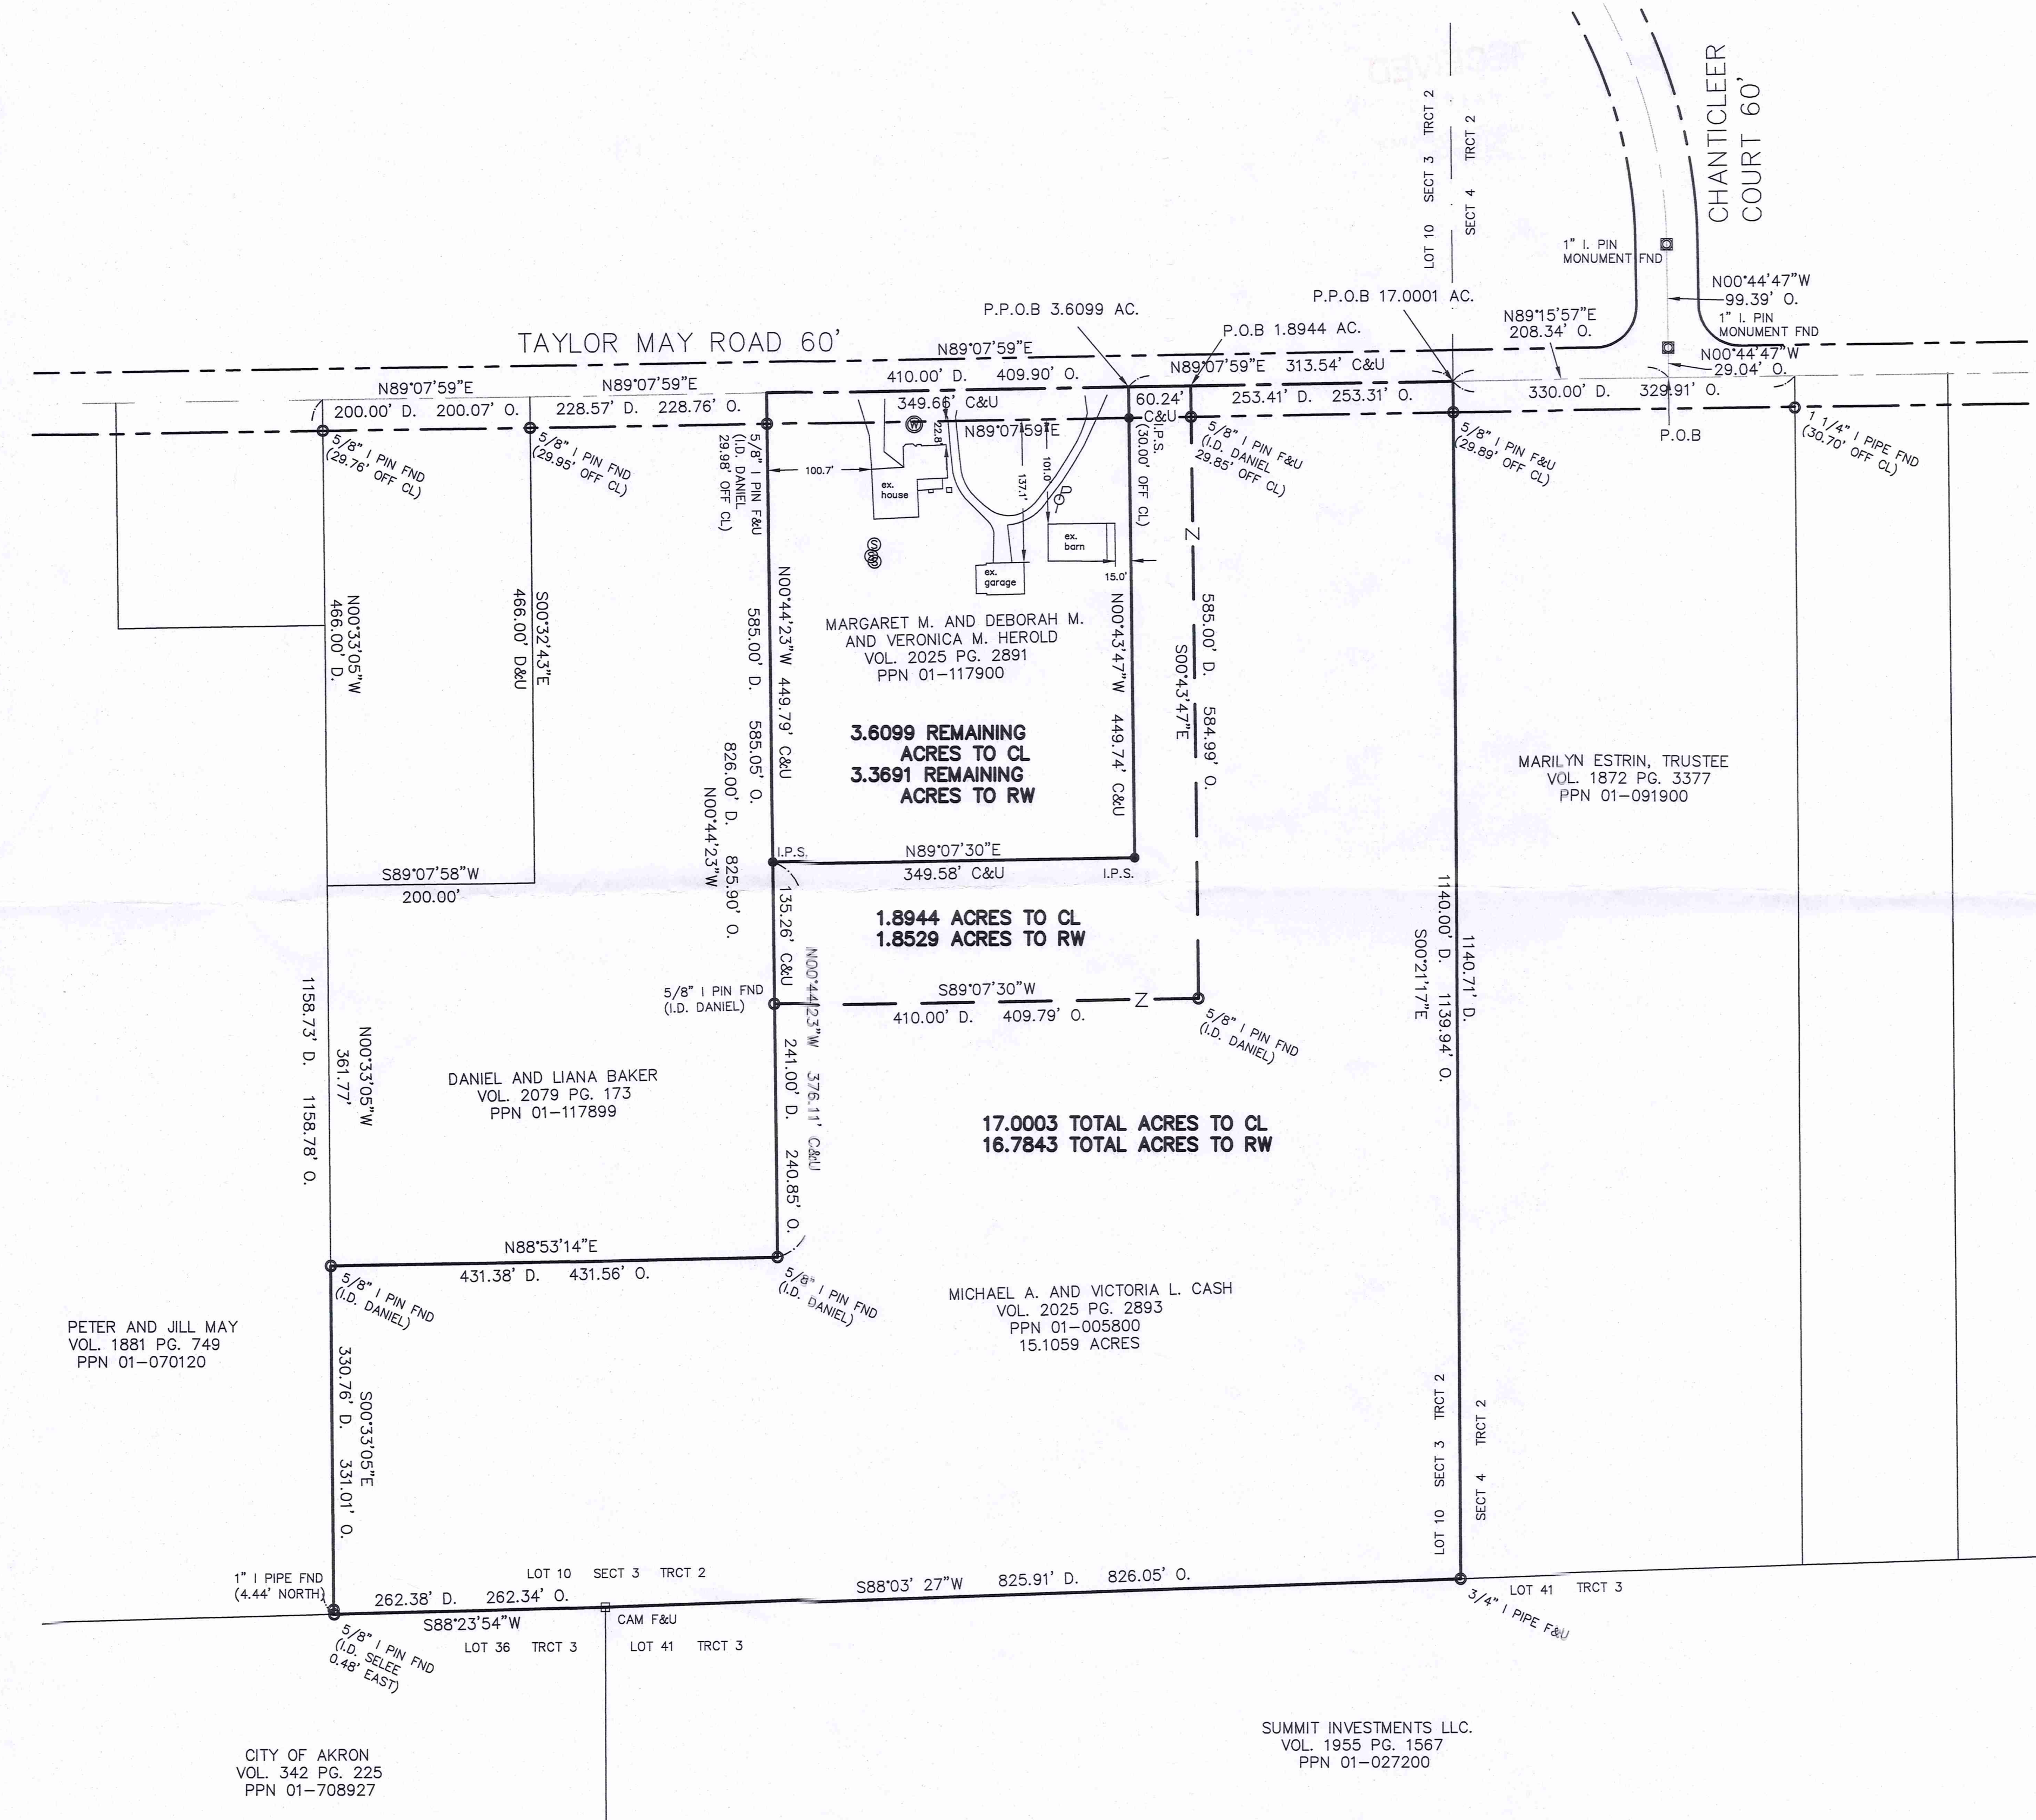 CHANTICLEER
COURT 60'
LOT 10 SECT 3 TRCT 2
SECT 4 TRCT 2
1" I. PIN
MONUMENT FND
N00°44'47"W
99.39' O.
1" I. PIN
MONUMENT FND
N00°44'47"W
29.04' O.
N89°15'57"E
208.34' O.
P.P.O.B 17.0001 AC.
P.P.O.B 3.6099 AC.
P.O.B 1.8944 AC.
TAYLOR MAY ROAD 60'
N89°07'59"E
N89°07'59"E 313.54' C&U
410.00' D. 409.90' O.
N89°07'59"E
200.00' D. 200.07' O.
N89°07'59"E
228.57' D. 228.76' O.
349.66' C&U
60.24'
C&U
253.41' D. 253.31' O.
330.00' D. 329.91' O.
P.O.B
N89°07'59"E
5/8" I PIN FND
(29.76' OFF CL)
5/8" I PIN FND
(29.95' OFF CL)
5/8" I PIN F&U
(I.D. DANIEL
29.98' OFF CL)
I.P.S.
(30.00' OFF CL)
5/8" I PIN F&U
(I.D. DANIEL
29.85' OFF CL)
5/8" I PIN F&U
(29.89' OFF CL)
1 1/4" I PIPE FND
(30.70' OFF CL)
W
22.8'
100.7'
ex.
house
137.1'
101.0'
ex.
barn
15.0'
ex.
garage
S
S
S
Z
N00°33'05"W
466.00' D.
S00°32'43"E
466.00' D&U
N00°44'23"W 449.79' C&U
585.00' D. 585.05' O.
826.00' D. 825.90' O.
N00°44'23"W
MARGARET M. AND DEBORAH M.
AND VERONICA M. HEROLD
VOL. 2025 PG. 2891
PPN 01-117900
N00°43'47"W 449.74' C&U
585.00' D. 584.99' O.
S00°43'47"E
3.6099 REMAINING
ACRES TO CL
3.3691 REMAINING
ACRES TO RW
MARILYN ESTRIN, TRUSTEE
VOL. 1872 PG. 3377
PPN 01-091900
I.P.S.
N89°07'30"E
349.58' C&U
I.P.S.
S89°07'58"W
200.00'
135.26' C&U
1.8944 ACRES TO CL
1.8529 ACRES TO RW
1140.00' D. 1139.94' O.
S00°21'17"E
1140.71' D.
N00°44'23"W 376.11' C&U
5/8" I PIN FND
(I.D. DANIEL)
S89°07'30"W
410.00' D. 409.79' O.
Z
5/8" I PIN FND
(I.D. DANIEL)
1158.73' D. 1158.78' O.
N00°33'05"W
361.77'
241.00' D. 240.85' O.
DANIEL AND LIANA BAKER
VOL. 2079 PG. 173
PPN 01-117899
17.0003 TOTAL ACRES TO CL
16.7843 TOTAL ACRES TO RW
N88°53'14"E
431.38' D. 431.56' O.
5/8" I PIN FND
(I.D. DANIEL)
5/8" I PIN FND
(I.D. DANIEL)
MICHAEL A. AND VICTORIA L. CASH
VOL. 2025 PG. 2893
PPN 01-005800
15.1059 ACRES
PETER AND JILL MAY
VOL. 1881 PG. 749
PPN 01-070120
330.76' D. 331.01' O.
S00°33'05"E
LOT 10 SECT 3 TRCT 2
SECT 4 TRCT 2
1" I PIPE FND
(4.44' NORTH)
LOT 10 SECT 3 TRCT 2
262.38' D. 262.34' O.
S88°23'54"W
S88°03' 27"W 825.91' D. 826.05' O.
CAM F&U
LOT 36 TRCT 3
LOT 41 TRCT 3
LOT 41 TRCT 3
3/4" I PIPE F&U
5/8" I PIN FND
(I.D. SELEE
0.48' EAST)
CITY OF AKRON
VOL. 342 PG. 225
PPN 01-708927
SUMMIT INVESTMENTS LLC.
VOL. 1955 PG. 1567
PPN 01-027200